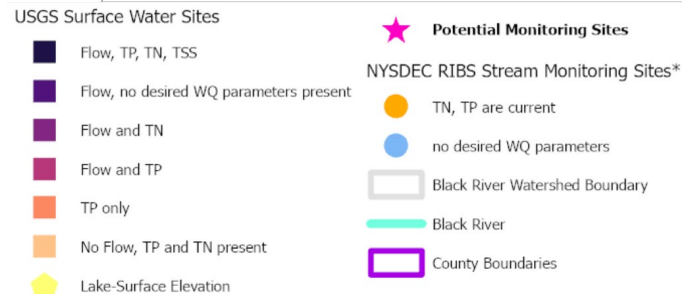 USGS Surface Water Sites
Flow, TP, TN, TSS
Flow, no desired WQ parameters present
Flow and TN
Flow and TP
TP only
No Flow, TP and TN present
Lake-Surface Elevation
Potential Monitoring Sites
NYSDEC RIBS Stream Monitoring Sites*
TN, TP are current
no desired WQ parameters
Black River Watershed Boundary
Black River
County Boundaries